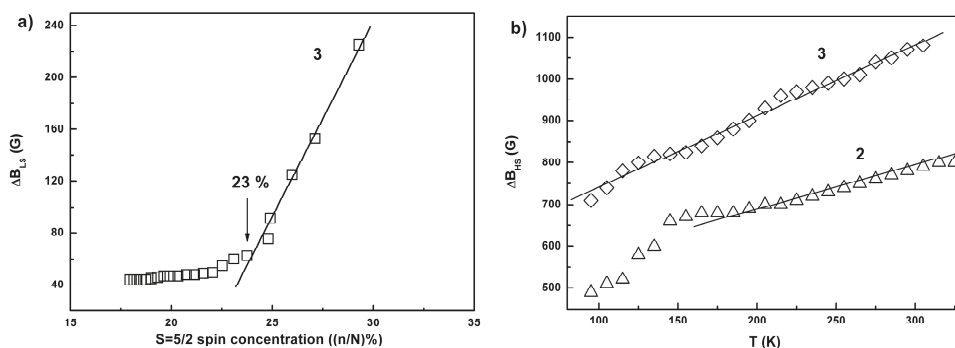 a)
240
200
160
120
80
40
ΔB_LS (G)
3
23 %
15 20 25 30 35
S=5/2 spin concentration ((n/N)%)
b)
1100
1000
900
800
700
600
500
ΔB_HS (G)
3
2
100 150 200 250 300
T (K)